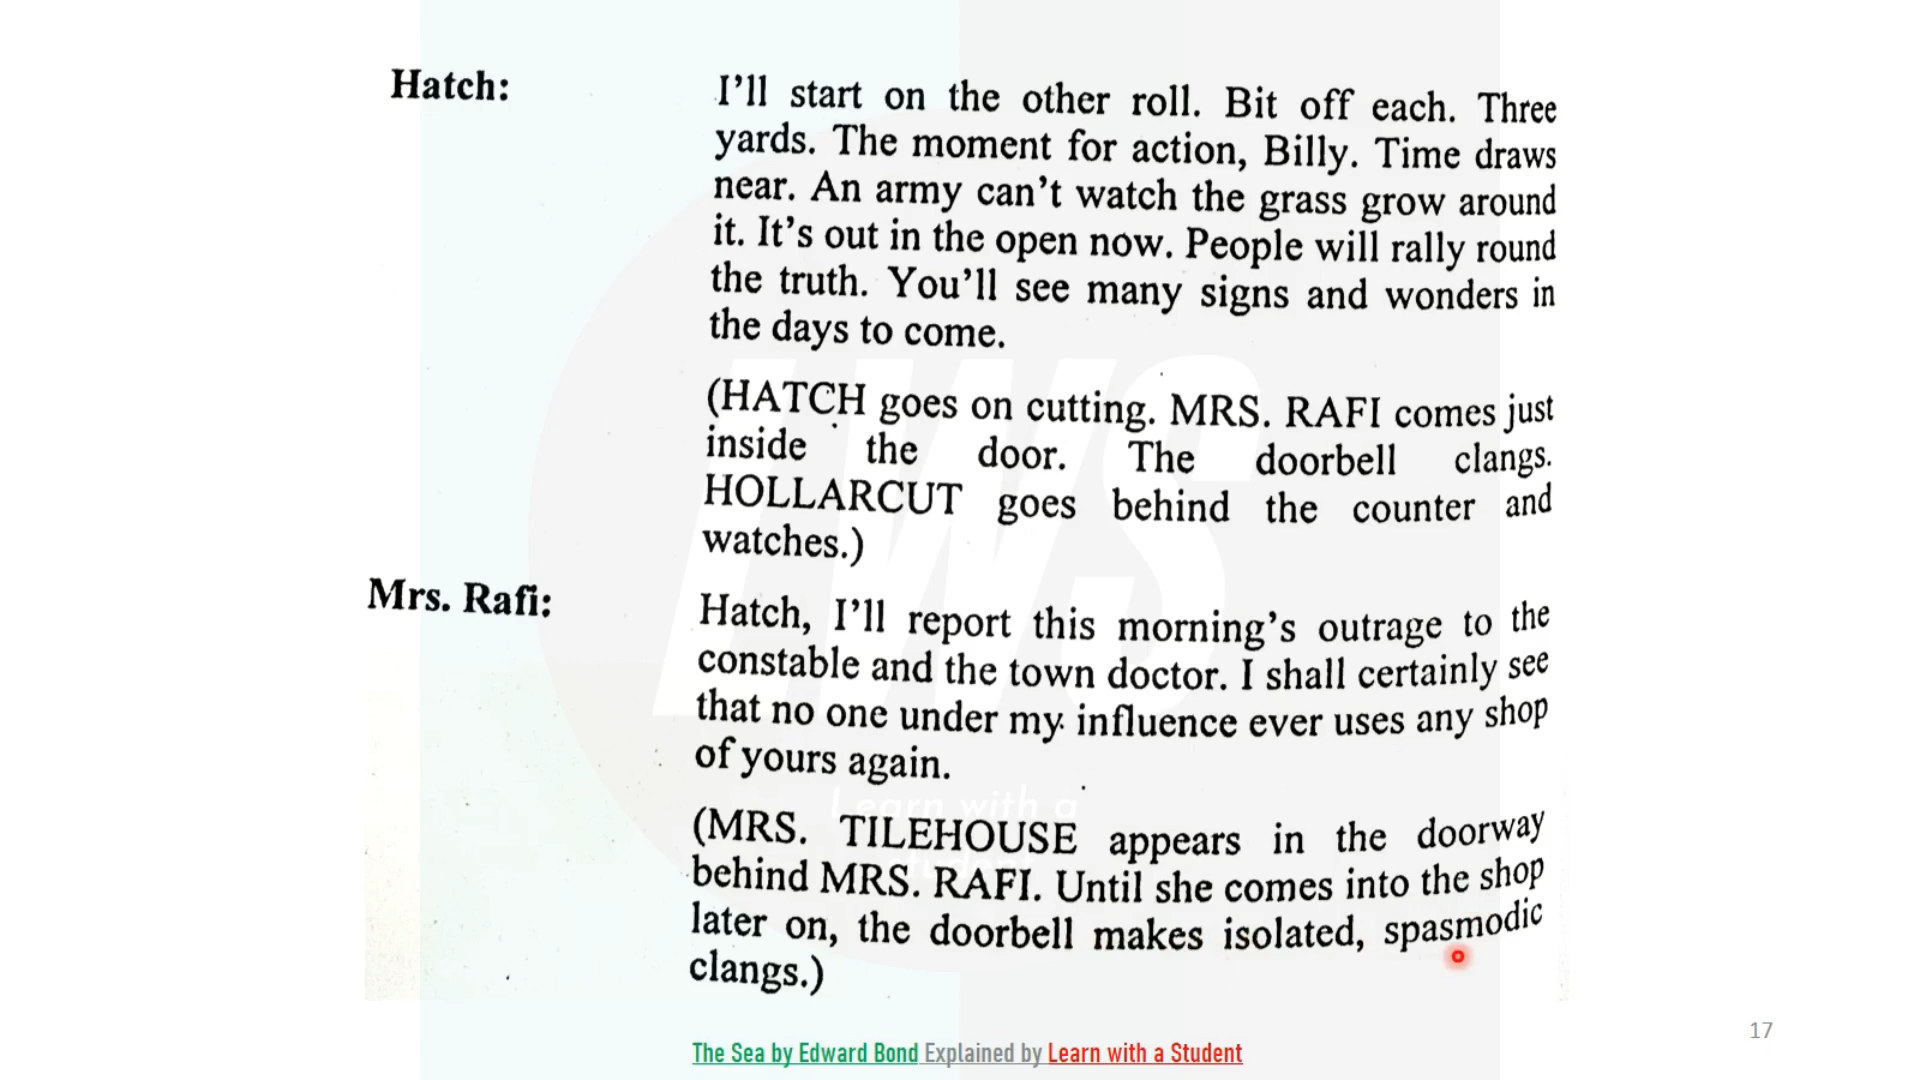 Hatch:
I'll start on the other roll. Bit off each. Three
yards. The moment for action, Billy. Time draws
near. An army can't watch the grass grow around
it. It's out in the open now. People will rally round
the truth. You'll see many signs and wonders in
the days to come.
(HATCH goes on cutting. MRS. RAFI comes just
inside the door. The doorbell clangs.
HOLLARCUT goes behind the counter and
watches.)
Mrs. Rafi:
Hatch, I'll report this morning's outrage to the
constable and the town doctor. I shall certainly see
that no one under my influence ever uses any shop
of yours again.
(MRS. TILEHOUSE appears in the doorway
behind MRS. RAFI. Until she comes into the shop
later on, the doorbell makes isolated, spasmodic
clangs.)
LWS
Learn with a
student
The Sea by Edward Bond Explained by Learn with a Student
17